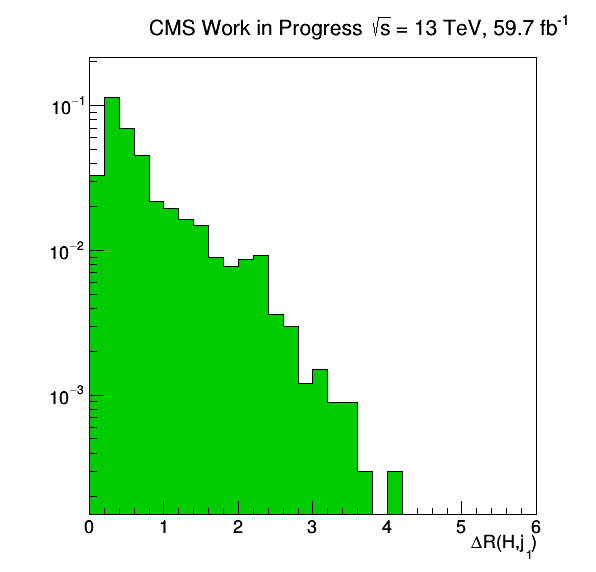 CMS Work in Progress √s = 13 TeV, 59.7 fb⁻¹
10⁻¹
10⁻²
10⁻³
0 1 2 3 4 5 6
ΔR(H,j₁)